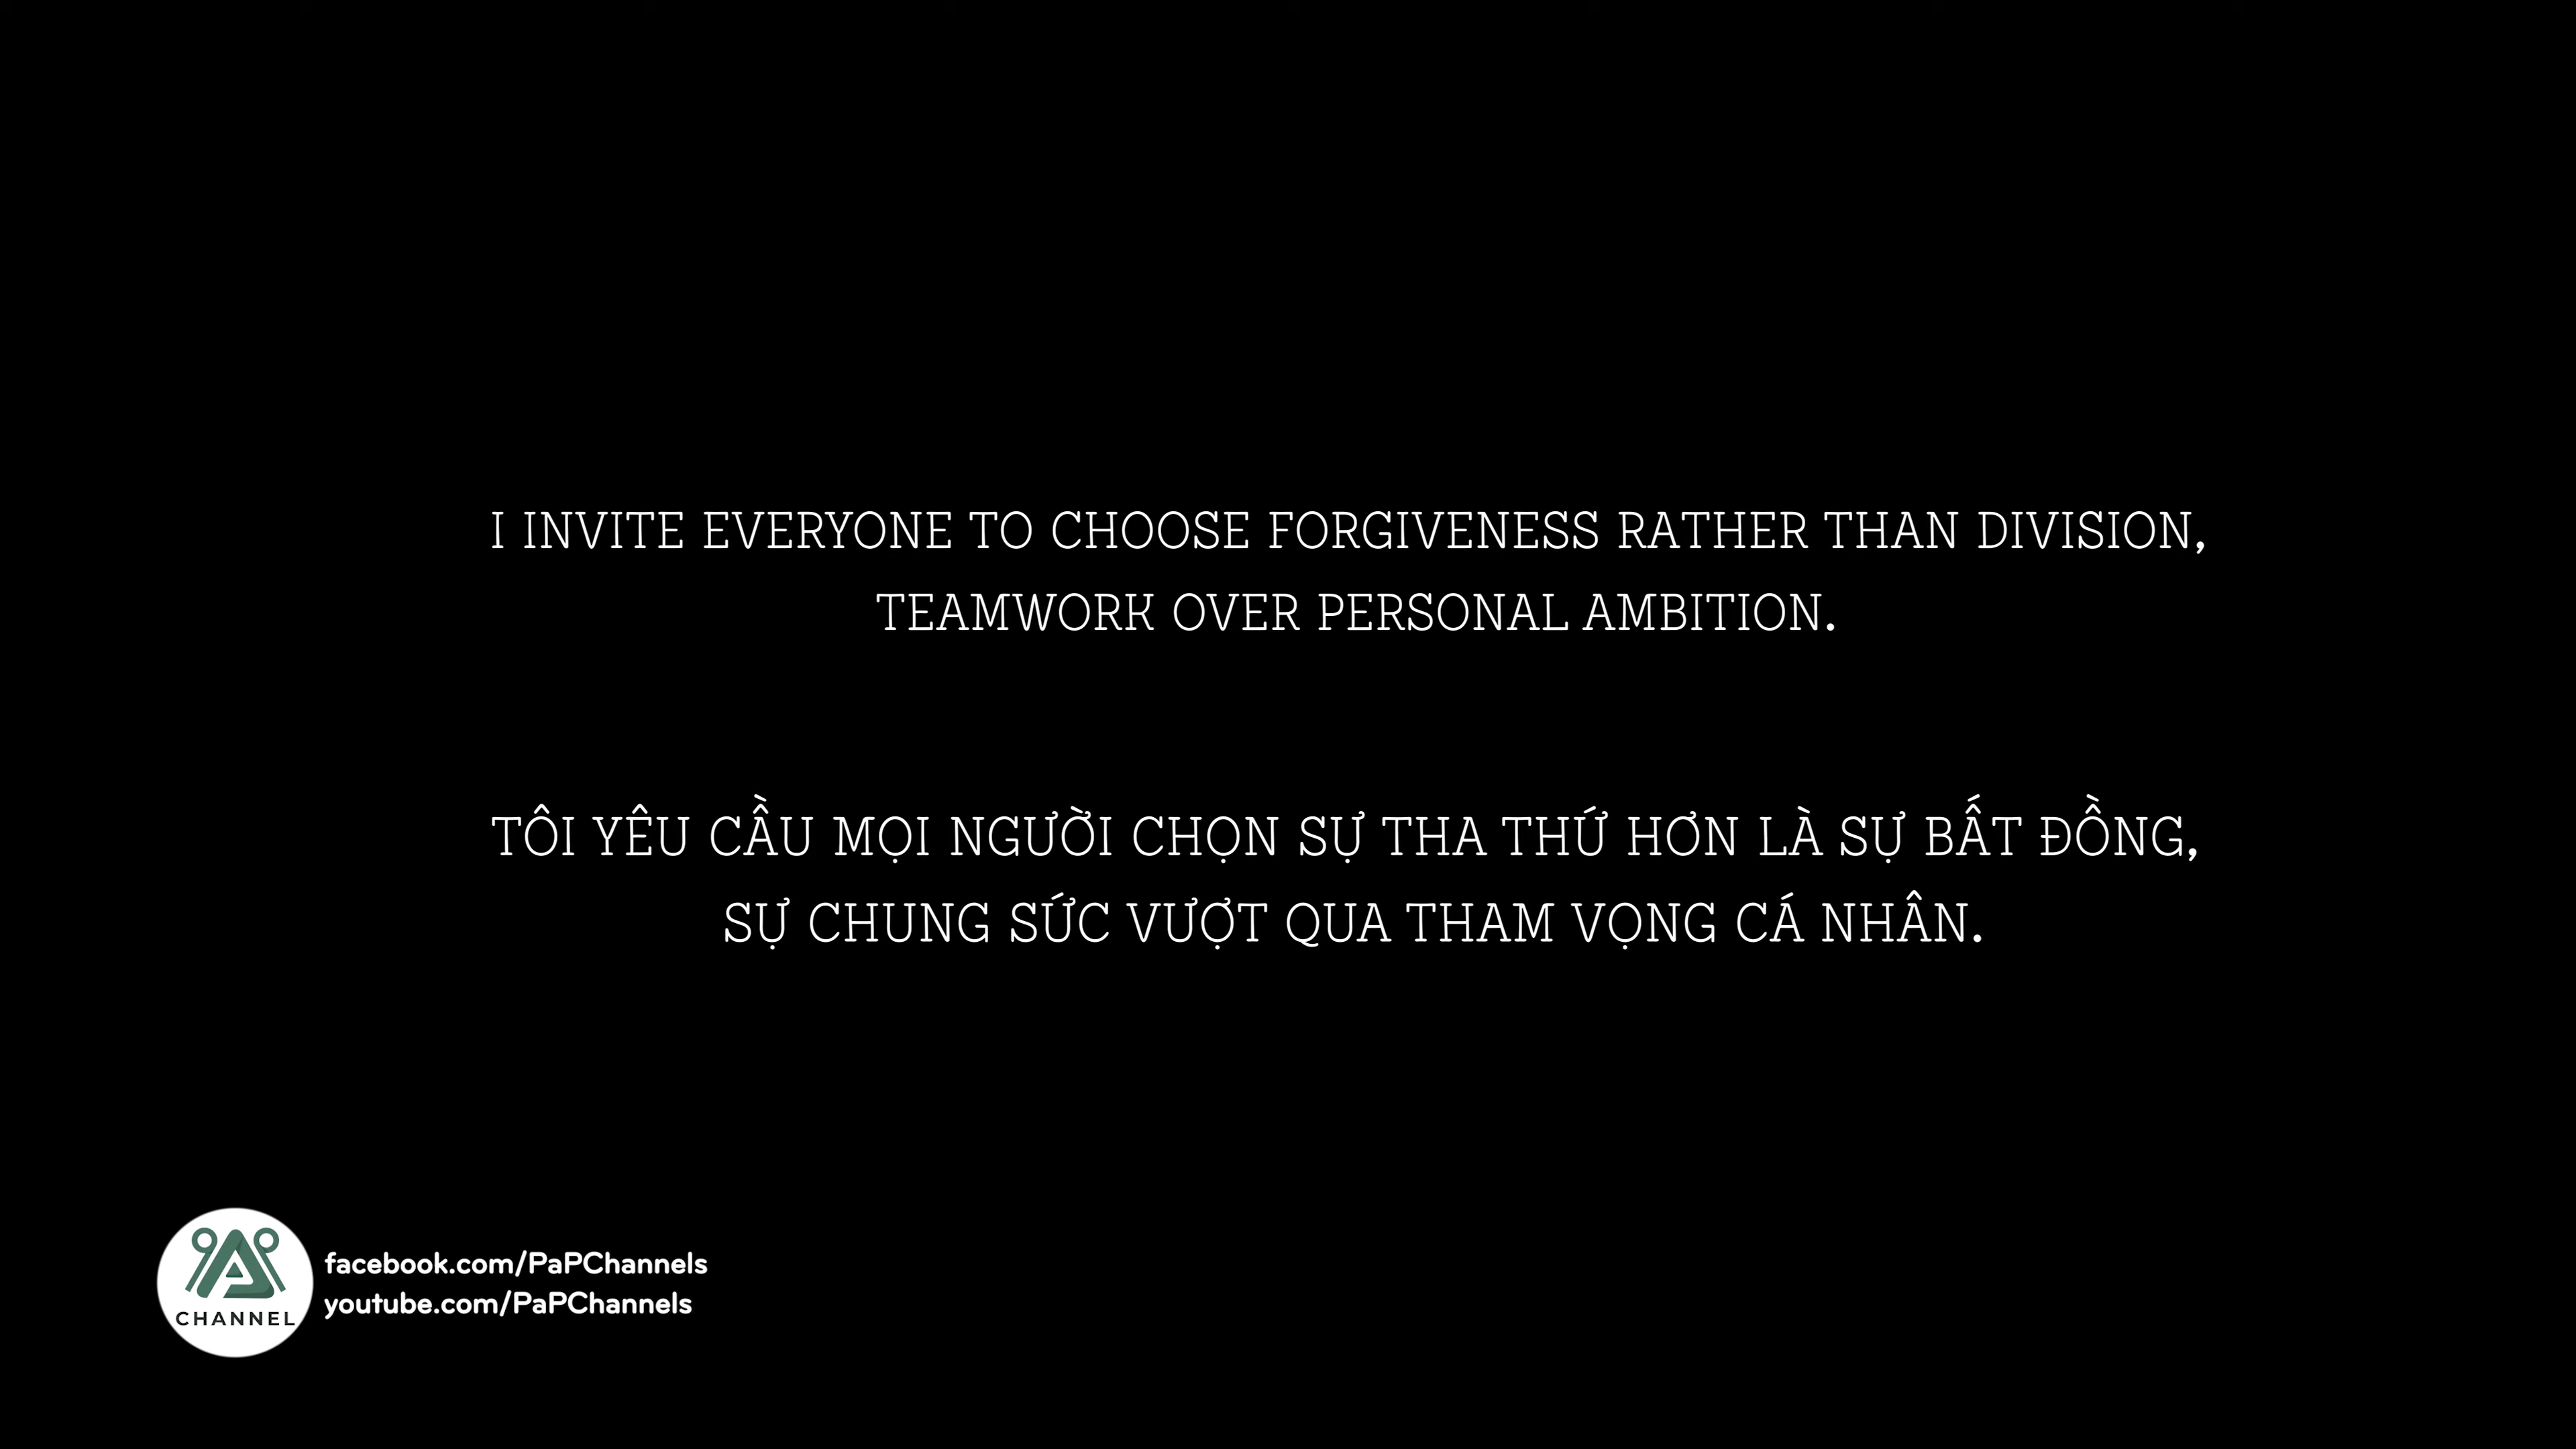 I INVITE EVERYONE TO CHOOSE FORGIVENESS RATHER THAN DIVISION,
TEAMWORK OVER PERSONAL AMBITION.
TÔI YÊU CẦU MỌI NGƯỜI CHỌN SỰ THA THỨ HƠN LÀ SỰ BẤT ĐỒNG,
SỰ CHUNG SỨC VƯỢT QUA THAM VỌNG CÁ NHÂN.
PAP
CHANNEL
facebook.com/PaPChannels
youtube.com/PaPChannels